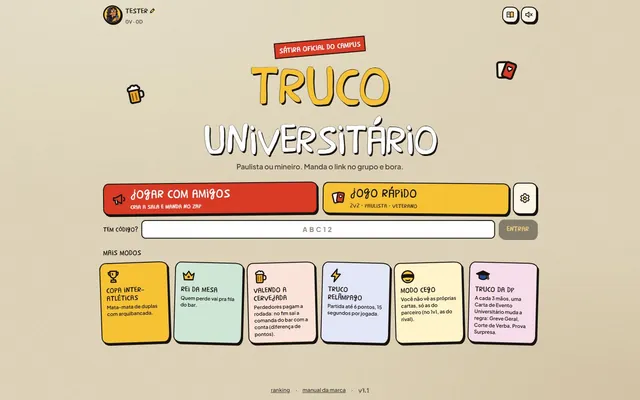 TESTER
0V · 0D
SÁTIRA OFICIAL DO CAMPUS
TRUCO
UNIVERSITÁRIO
Paulista ou mineiro. Manda o link no grupo e bora.
JOGAR COM AMIGOS
CRIA A SALA E MANDA NO ZAP
JOGO RÁPIDO
2V2 · PAULISTA · VETERANO
TEM CÓDIGO?
ABC12
ENTRAR
MAIS MODOS
COPA INTER-
ATLÉTICAS
Mata-mata de duplas
com arquibancada.
REI DA MESA
Quem perde vai pra fila
do bar.
VALENDO A
CERVEJADA
Perdedores pagam a
rodada: no fim sai a
comanda do bar com a
conta (diferença de
pontos).
TRUCO
RELÂMPAGO
Partida até 6 pontos, 15
segundos por jogada.
MODO CEGO
Você não vê as próprias
cartas, só as do
parceiro (no 1v1, as do
rival).
TRUCO DA DP
A cada 3 mãos, uma
Carta de Evento
Universitário muda a
regra: Greve Geral,
Corte de Verba, Prova
Surpresa.
ranking · manual da marca · v1.1